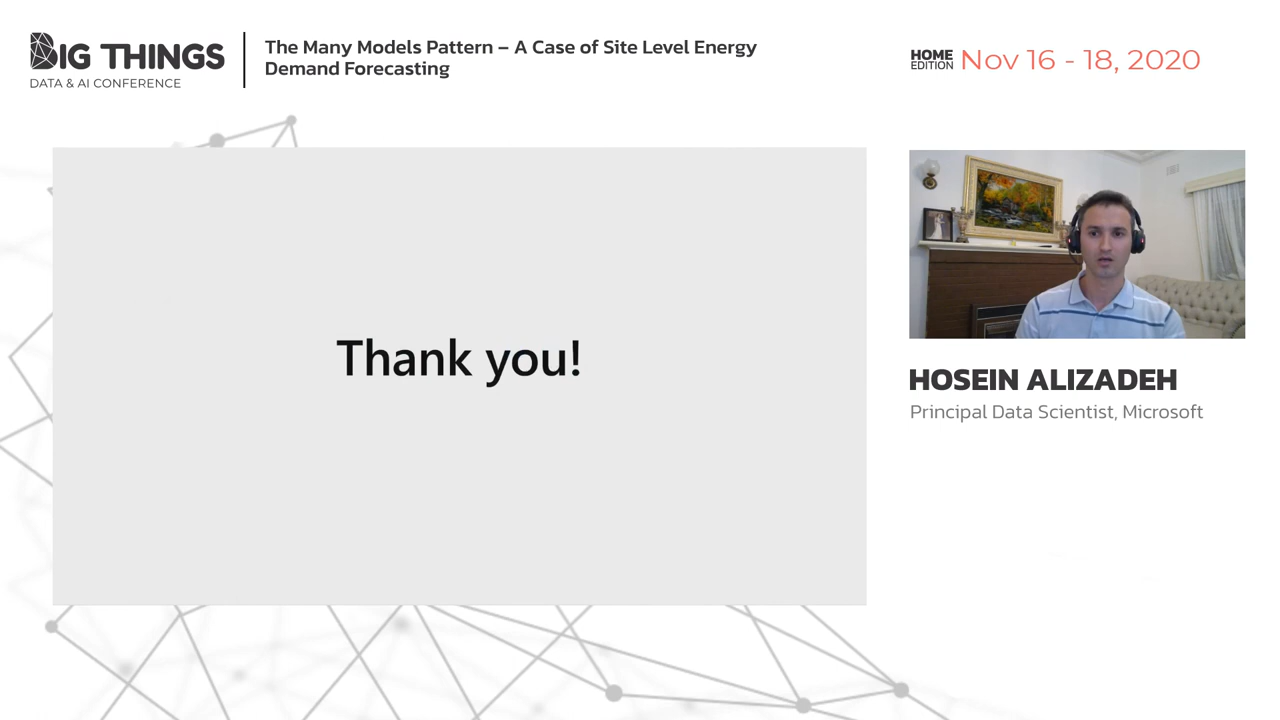 BIG THINGS
DATA & AI CONFERENCE
The Many Models Pattern – A Case of Site Level Energy
Demand Forecasting
HOME
EDITION
Nov 16 - 18, 2020
Thank you!
HOSEIN ALIZADEH
Principal Data Scientist, Microsoft